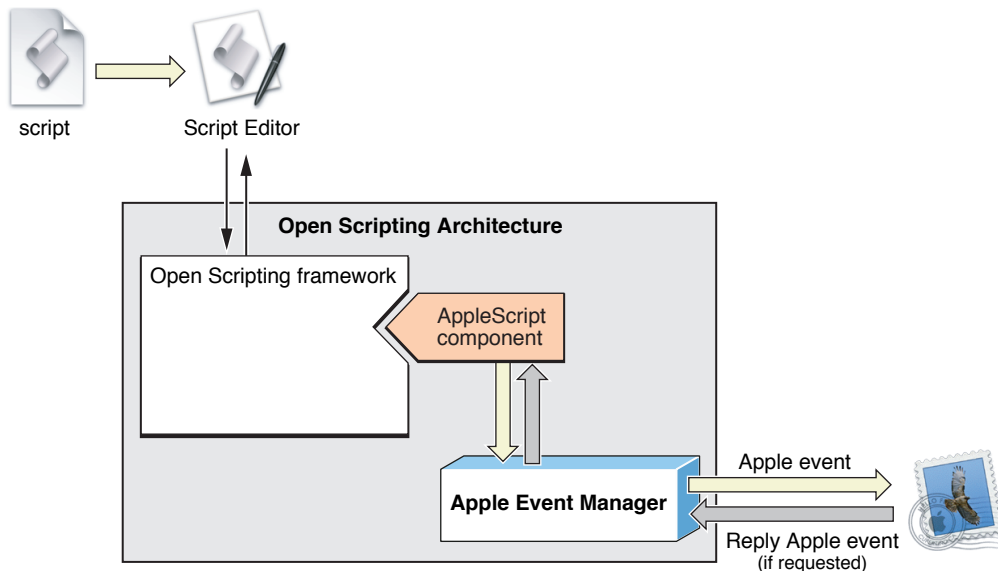 script
Script Editor
Open Scripting Architecture
Open Scripting framework
AppleScript
component
Apple Event Manager
Apple event
Reply Apple event
(if requested)